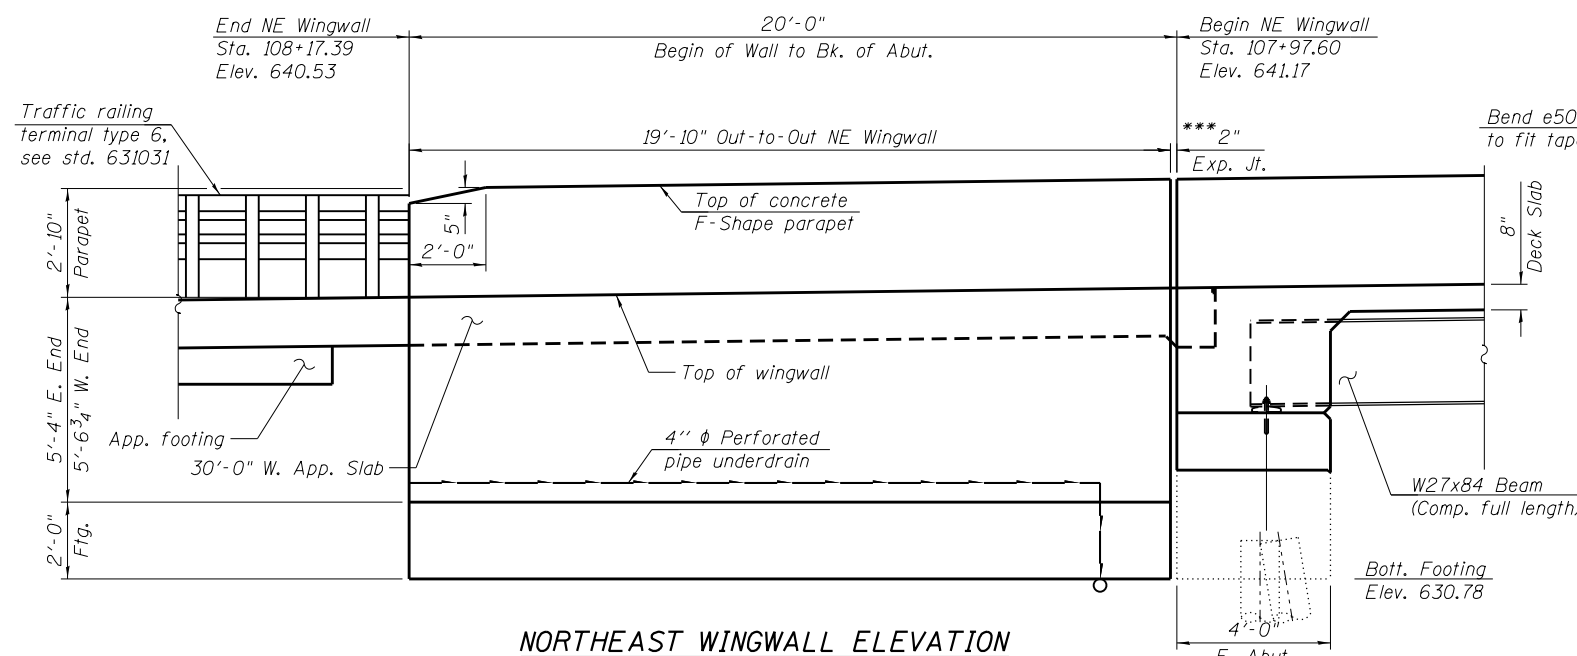 End NE Wingwall
Sta. 108+17.39
Elev. 640.53
20'-0"
Begin of Wall to Bk. of Abut.
Begin NE Wingwall
Sta. 107+97.60
Elev. 641.17
Traffic railing
terminal type 6,
see std. 631031
19'-10" Out-to-Out NE Wingwall
***2"
Exp. Jt.
Bend e50
to fit tap
2'-10"
Parapet
5"
2'-0"
Top of concrete
F-Shape parapet
8"
Deck Slab
5'-4" E. End
5'-6 3/4" W. End
Top of wingwall
App. footing
30'-0" W. App. Slab
4" ϕ Perforated
pipe underdrain
W27x84 Beam
(Comp. full length)
2'-0"
Ftg.
Bott. Footing
Elev. 630.78
4'-0"
E. Abut.
NORTHEAST WINGWALL ELEVATION